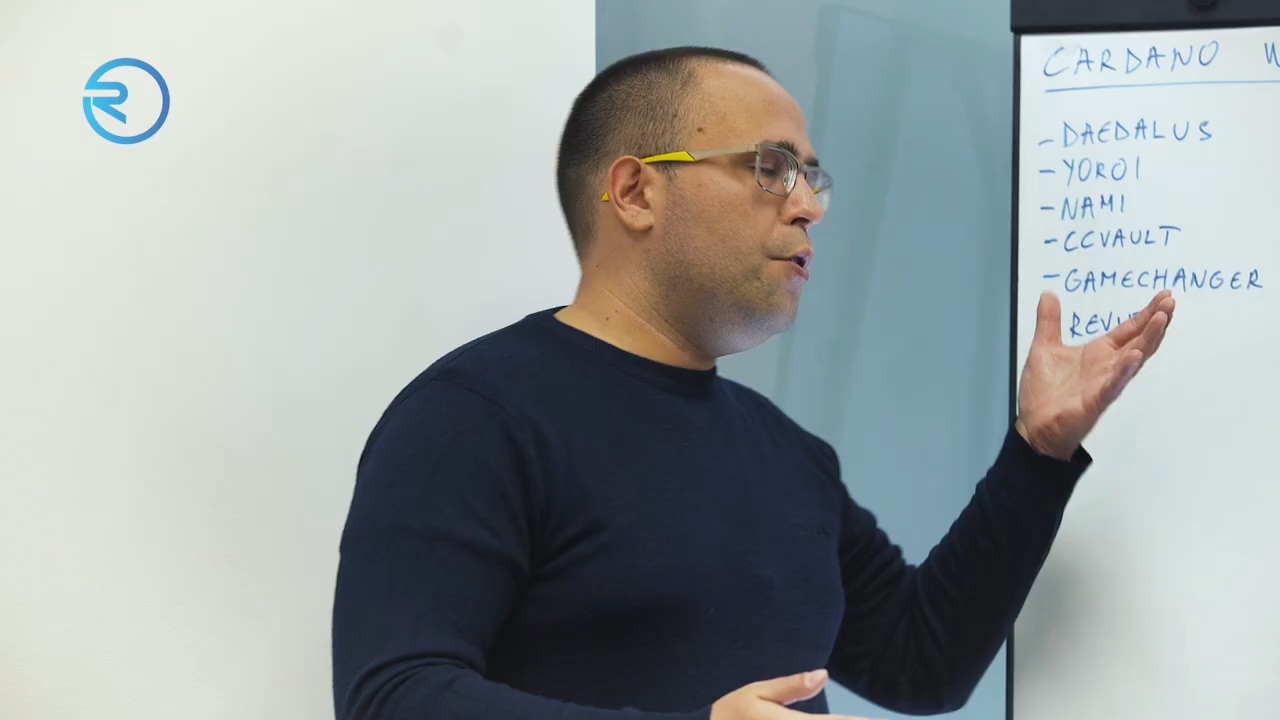 CARDANO W
- DAEDALUS
- YOROI
- NAMI
- CCVAULT
- GAMECHANGER
R